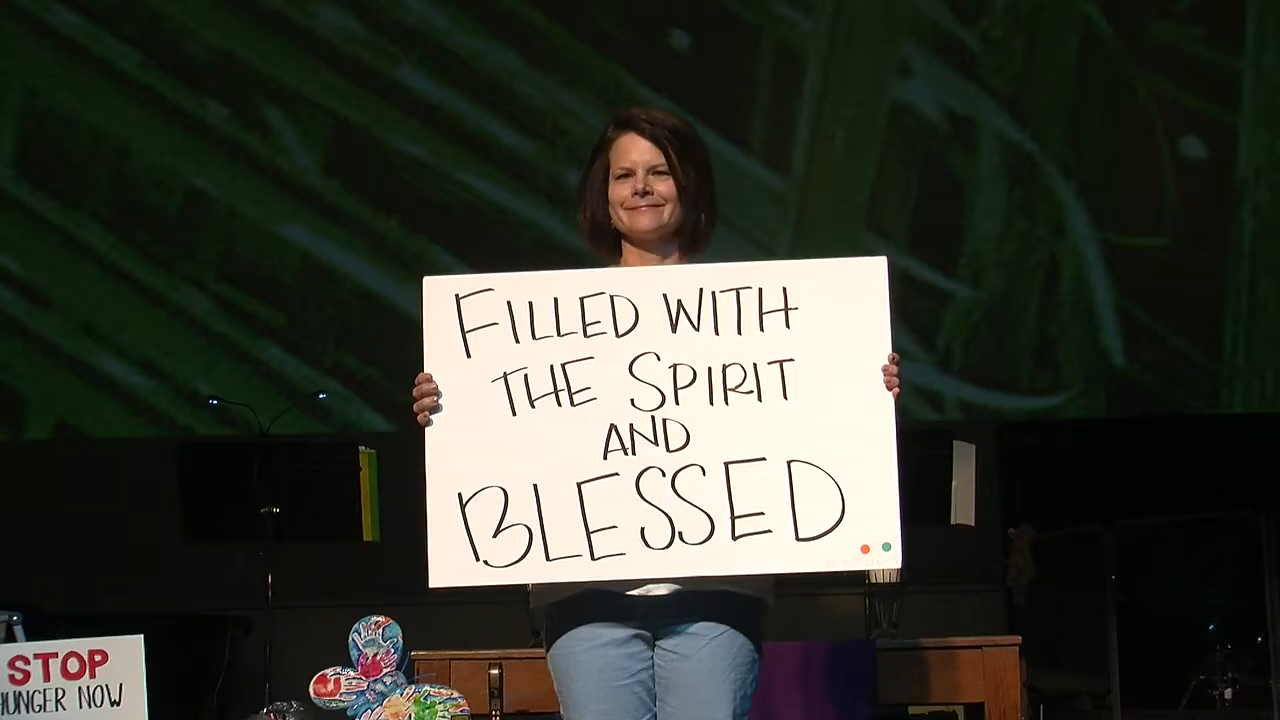 FILLED WITH
THE SPIRIT
AND
BLESSED
STOP
HUNGER NOW